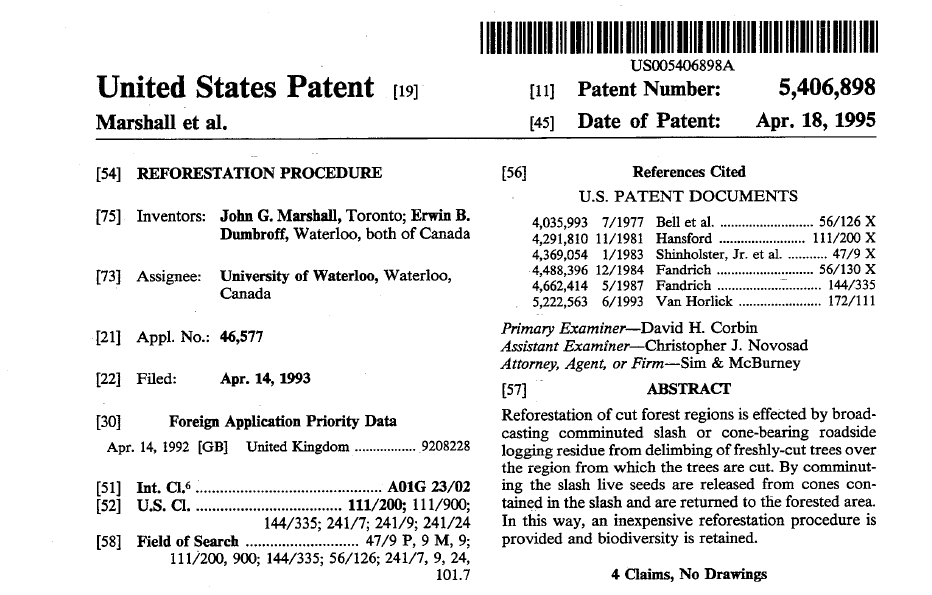 US005406898A
United States Patent [19]
[11] Patent Number: 5,406,898
Marshall et al.
[45] Date of Patent: Apr. 18, 1995
[54] REFORESTATION PROCEDURE
[75] Inventors: John G. Marshall, Toronto; Erwin B.
Dumbroff, Waterloo, both of Canada
[73] Assignee: University of Waterloo, Waterloo,
Canada
[21] Appl. No.: 46,577
[22] Filed: Apr. 14, 1993
[30] Foreign Application Priority Data
Apr. 14, 1992 [GB] United Kingdom ................ 9208228
[51] Int. Cl.⁶ ........................................ A01G 23/02
[52] U.S. Cl. .................................... 111/200; 111/900;
144/335; 241/7; 241/9; 241/24
[58] Field of Search ........................... 47/9 P, 9 M, 9;
111/200, 900; 144/335; 56/126; 241/7, 9, 24,
101.7
[56] References Cited
U.S. PATENT DOCUMENTS
4,035,993 7/1977 Bell et al. .......................... 56/126 X
4,291,810 11/1981 Hansford ........................ 111/200 X
4,369,054 1/1983 Shinholster, Jr. et al. ........... 47/9 X
4,488,396 12/1984 Fandrich ........................... 56/130 X
4,662,414 5/1987 Fandrich ............................. 144/335
5,222,563 6/1993 Van Horlick ....................... 172/111
Primary Examiner—David H. Corbin
Assistant Examiner—Christopher J. Novosad
Attorney, Agent, or Firm—Sim & McBurney
[57] ABSTRACT
Reforestation of cut forest regions is effected by broad-
casting comminuted slash or cone-bearing roadside
logging residue from delimbing of freshly-cut trees over
the region from which the trees are cut. By comminut-
ing the slash live seeds are released from cones con-
tained in the slash and are returned to the forested area.
In this way, an inexpensive reforestation procedure is
provided and biodiversity is retained.
4 Claims, No Drawings